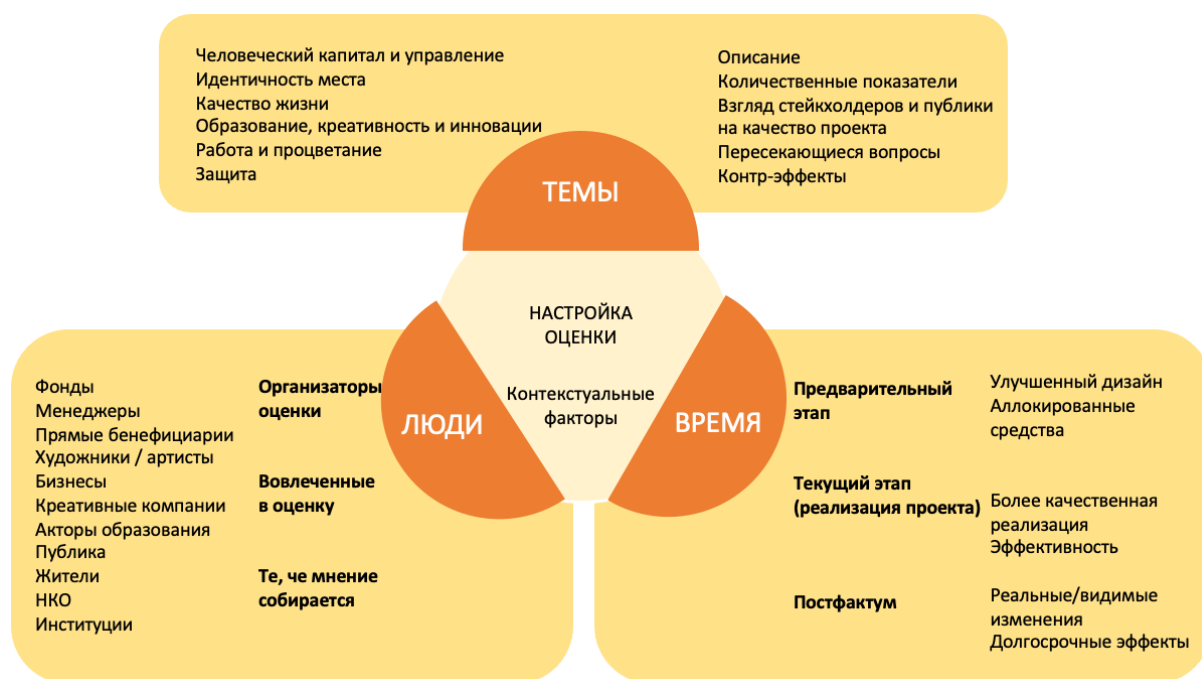 Человеческий капитал и управление
Идентичность места
Качество жизни
Образование, креативность и инновации
Работа и процветание
Защита
Описание
Количественные показатели
Взгляд стейкхолдеров и публики
на качество проекта
Пересекающиеся вопросы
Контр-эффекты
ТЕМЫ
НАСТРОЙКА
ОЦЕНКИ
Контекстуальные
факторы
ЛЮДИ
ВРЕМЯ
Фонды
Менеджеры
Прямые бенефициарии
Художники / артисты
Бизнесы
Креативные компании
Акторы образования
Публика
Жители
НКО
Институции
Организаторы
оценки
Вовлеченные
в оценку
Те, че мнение
собирается
Предварительный
этап
Текущий этап
(реализация проекта)
Постфактум
Улучшенный дизайн
Аллокированные
средства
Более качественная
реализация
Эффективность
Реальные/видимые
изменения
Долгосрочные эффекты